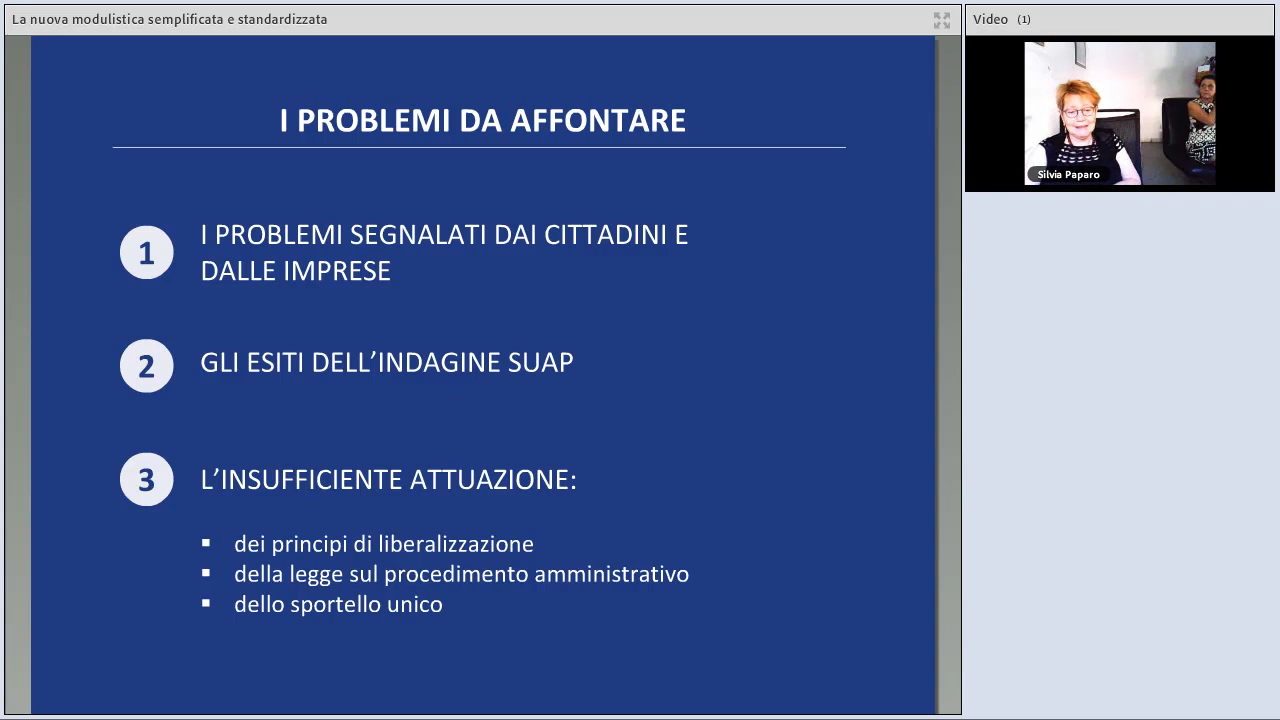 La nuova modulistica semplificata e standardizzata
Video (1)
Silvia Paparo
I PROBLEMI DA AFFONTARE
1
I PROBLEMI SEGNALATI DAI CITTADINI E
DALLE IMPRESE
2
GLI ESITI DELL’INDAGINE SUAP
3
L’INSUFFICIENTE ATTUAZIONE:
▪ dei principi di liberalizzazione
▪ della legge sul procedimento amministrativo
▪ dello sportello unico